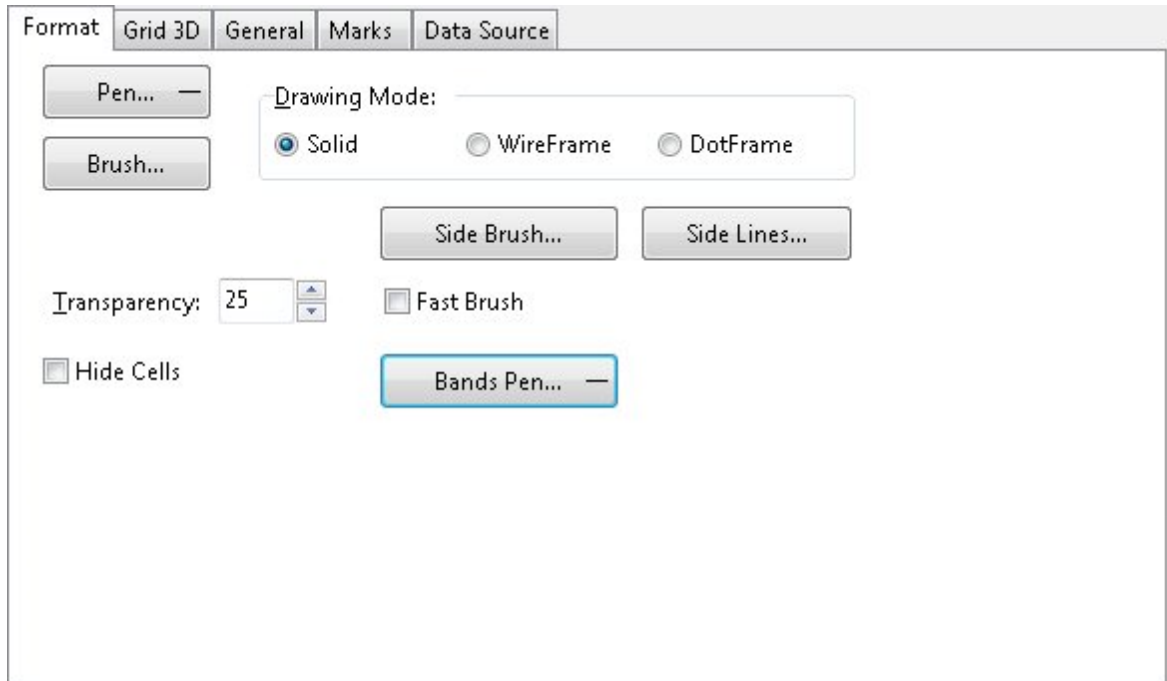 Format Grid 3D General Marks Data Source
Pen...
Drawing Mode:
Solid WireFrame DotFrame
Brush...
Side Brush... Side Lines...
Transparency: 25 Fast Brush
Hide Cells
Bands Pen...